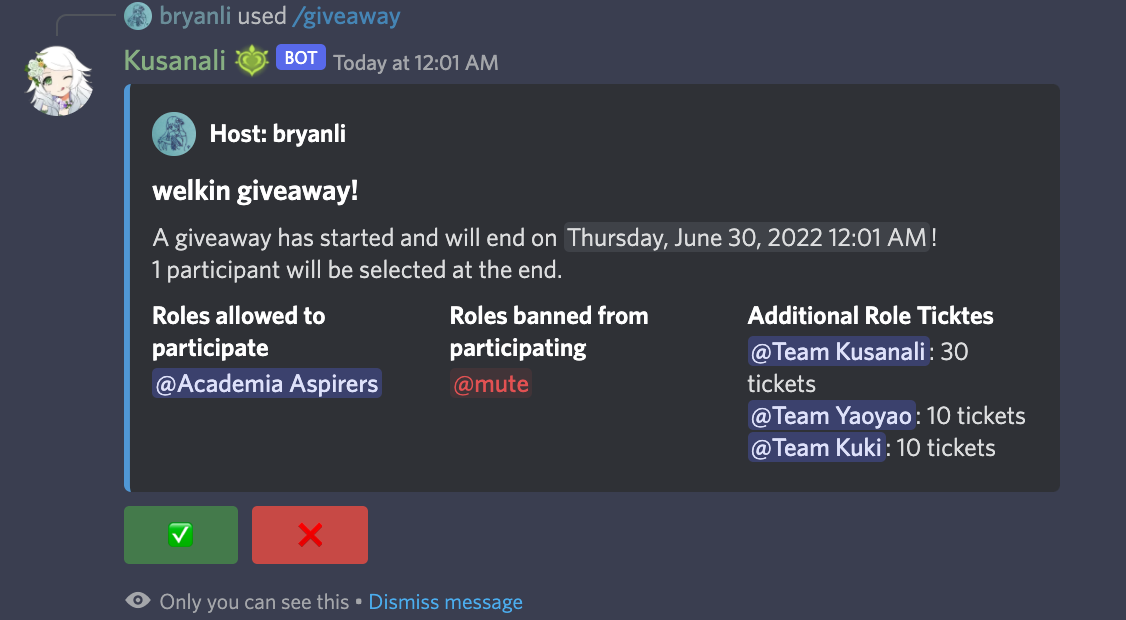 bryanli used /giveaway
Kusanali BOT Today at 12:01 AM
Host: bryanli
welkin giveaway!
A giveaway has started and will end on Thursday, June 30, 2022 12:01 AM!
1 participant will be selected at the end.
Roles allowed to
participate
@Academia Aspirers
Roles banned from
participating
@mute
Additional Role Ticktes
@Team Kusanali: 30
tickets
@Team Yaoyao: 10 tickets
@Team Kuki: 10 tickets
Only you can see this • Dismiss message